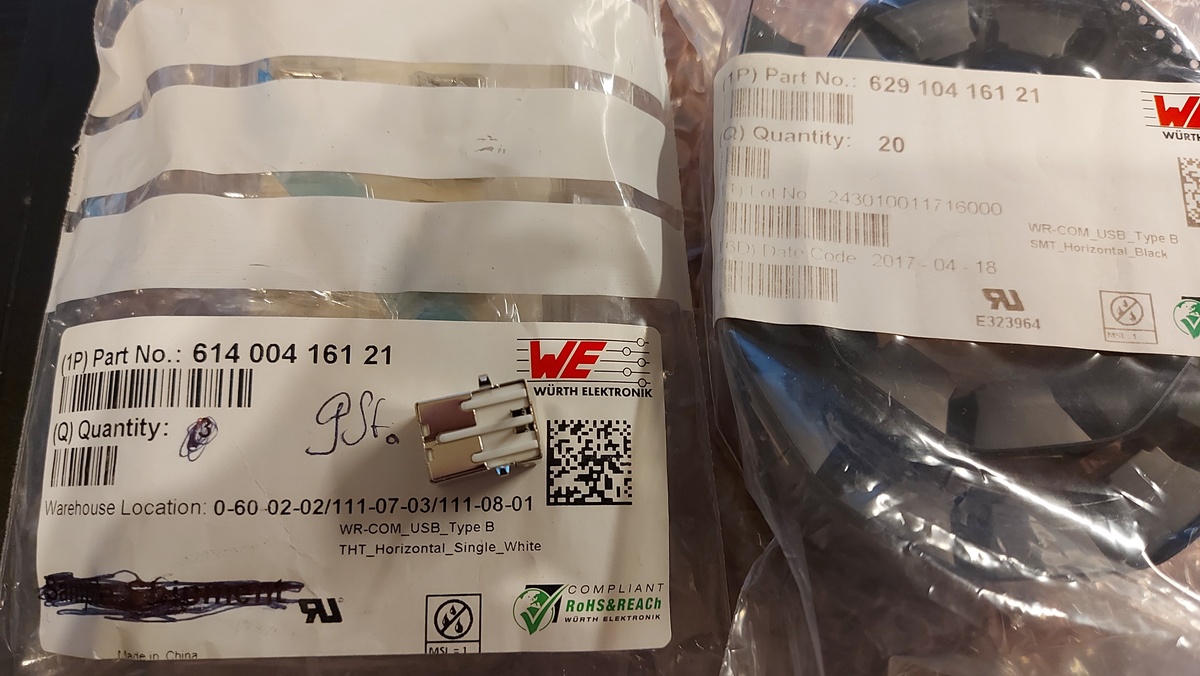 (1P) Part No.: 614 004 161 21
WE
WÜRTH ELEKTRONIK
(Q) Quantity:
9St.
Warehouse Location: 0-60 02-02/111-07-03/111-08-01
WR-COM_USB_Type B
THT_Horizontal_Single_White
COMPLIANT
RoHS&REACh
WÜRTH ELEKTRONIK
MSL = 1
Made in China
(1P) Part No.: 629 104 161 21
WE
WÜRTH
(Q) Quantity: 20
Lot No 243010011716000
WR-COM_USB_Type B
SMT_Horizontal_Black
Date Code 2017 - 04 - 18
E323964
MSL = 1